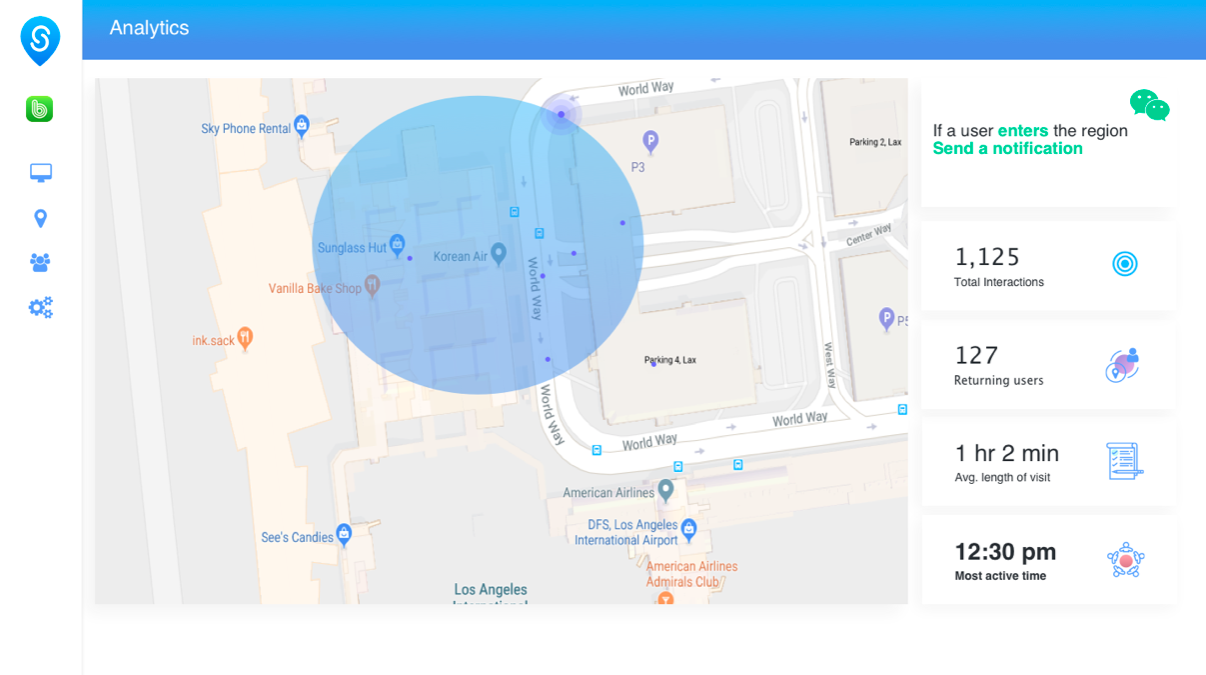 Analytics
World Way
Sky Phone Rental
P
P3
Parking 2, Lax
If a user enters the region
Send a notification
Center Way
Sunglass Hut
Korean Air
World Way
Vanilla Bake Shop
1,125
Total Interactions
P
P5
ink.sack
Parking 4, Lax
West Way
127
Returning users
World Way
World Way
World Way
1 hr 2 min
Avg. length of visit
American Airlines
DFS, Los Angeles
International Airport
See's Candies
American Airlines
Admirals Club
12:30 pm
Most active time
Los Angeles
International